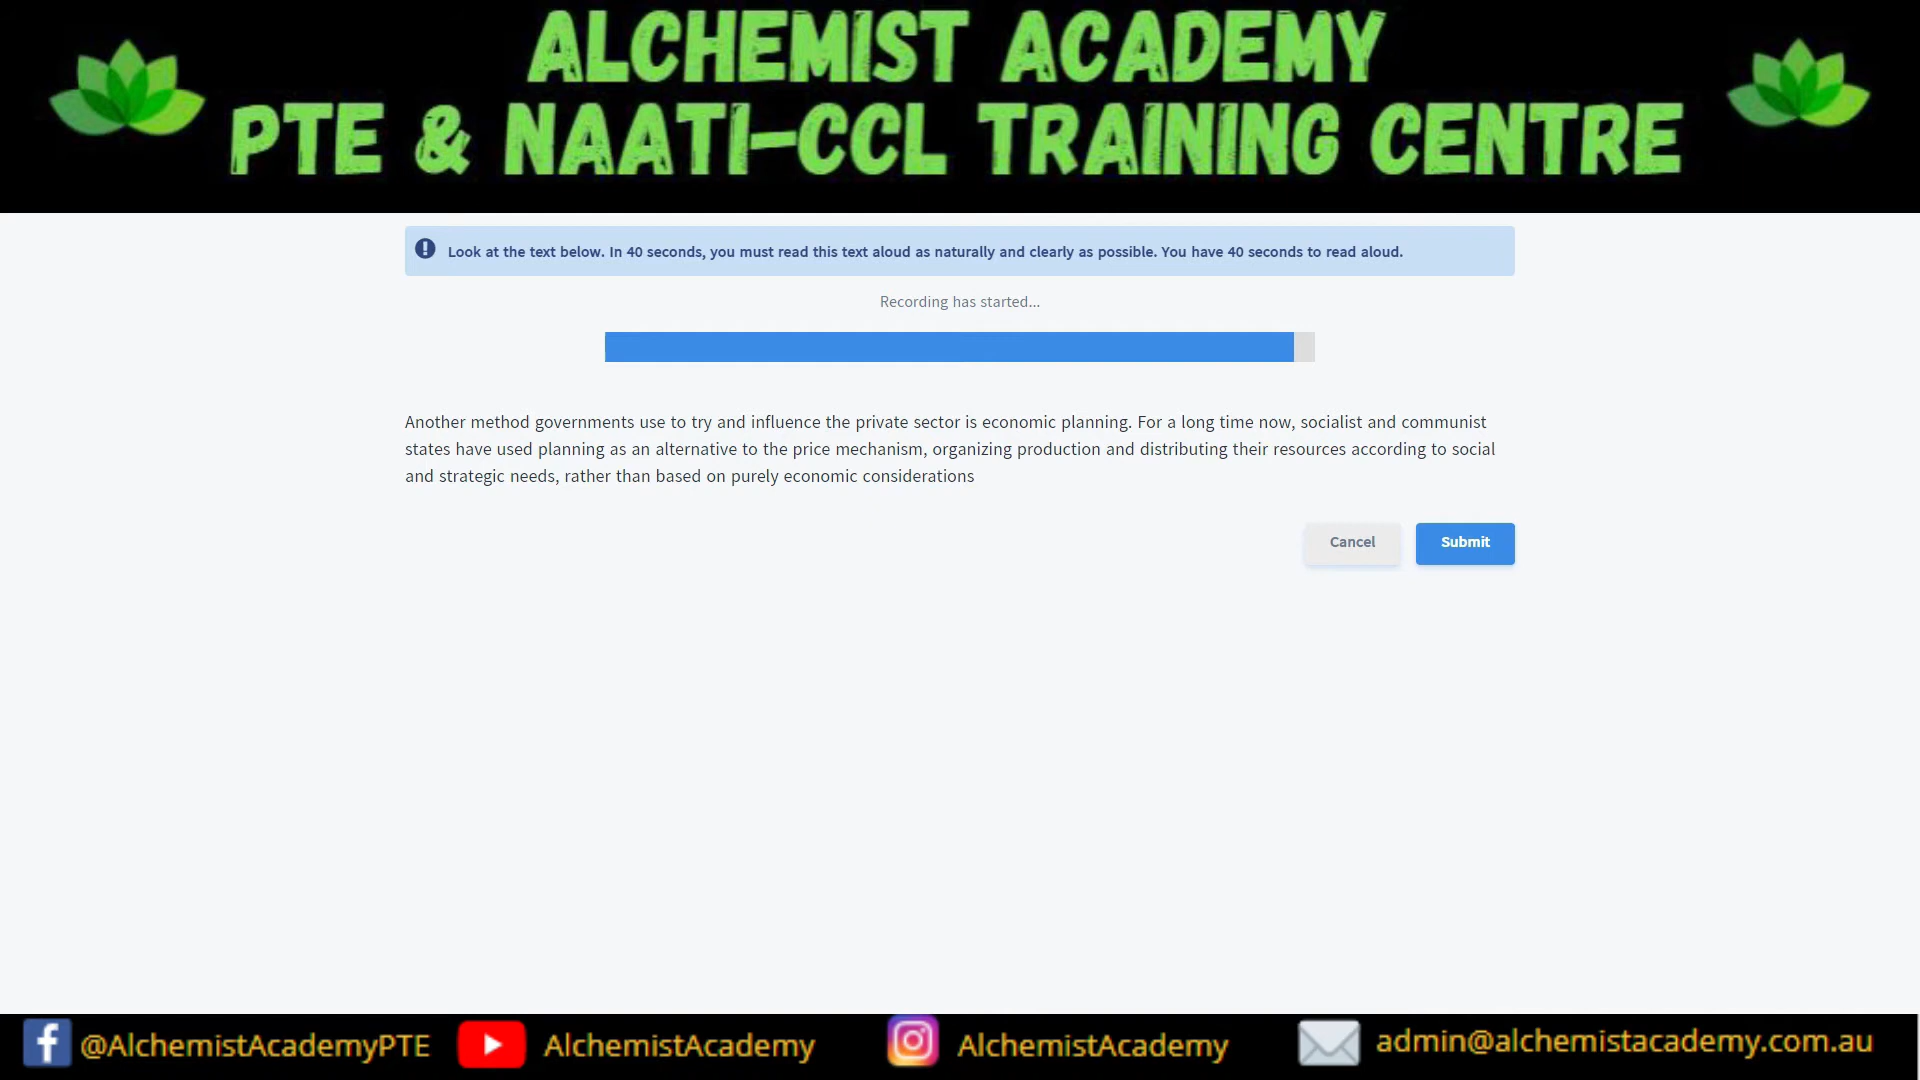 ALCHEMIST ACADEMY
PTE & NAATI-CCL TRAINING CENTRE
Look at the text below. In 40 seconds, you must read this text aloud as naturally and clearly as possible. You have 40 seconds to read aloud.
Recording has started...
Another method governments use to try and influence the private sector is economic planning. For a long time now, socialist and communist
states have used planning as an alternative to the price mechanism, organizing production and distributing their resources according to social
and strategic needs, rather than based on purely economic considerations
Cancel Submit
@AlchemistAcademyPTE AlchemistAcademy AlchemistAcademy admin@alchemistacademy.com.au